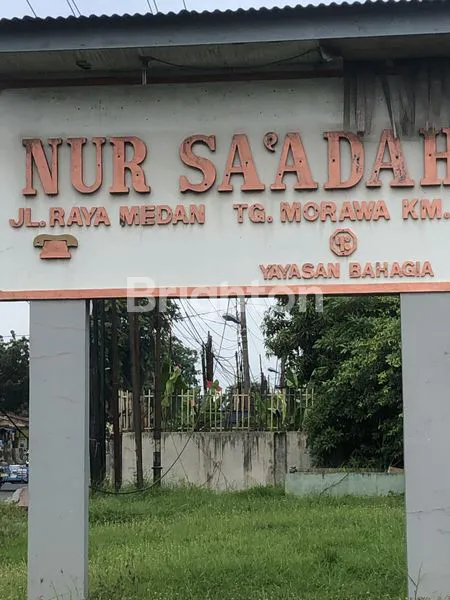 NUR SA'ADAH
JL. RAYA MEDAN TG. MORAWA KM.
YAYASAN BAHAGIA
Brighton